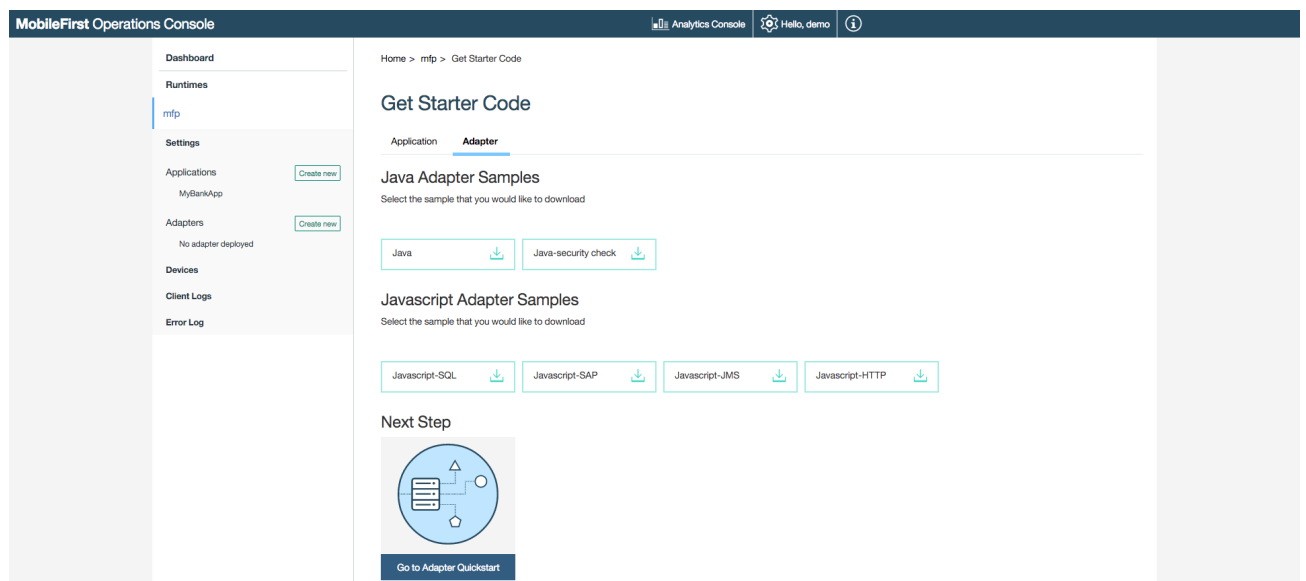 MobileFirst Operations Console
Analytics Console
Hello, demo
Dashboard
Runtimes
mfp
Settings
Applications
Create new
MyBankApp
Adapters
Create new
No adapter deployed
Devices
Client Logs
Error Log
Home > mfp > Get Starter Code
Get Starter Code
Application Adapter
Java Adapter Samples
Select the sample that you would like to download
Java
Java-security check
Javascript Adapter Samples
Select the sample that you would like to download
Javascript-SQL
Javascript-SAP
Javascript-JMS
Javascript-HTTP
Next Step
Go to Adapter Quickstart